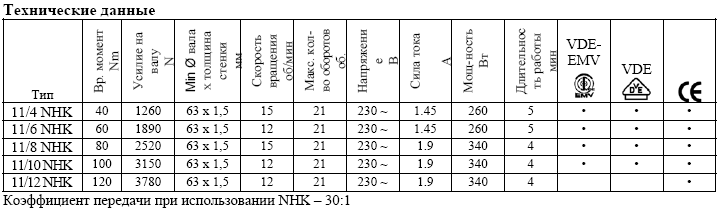 Технические данные
Тип Вр. момент Nm Усилие на валу N Min Ø вала х толщина стенки мм Скорость вращения об/мин Макс. кол-во оборотов об. Напряжение В Сила тока А Мощ-ность Вт Длительность работы мин VDE-EMV EMV VDE CE
11/4 NHK 40 1260 63 x 1,5 15 21 230 ~ 1.45 260 5 • • •
11/6 NHK 60 1890 63 x 1,5 12 21 230 ~ 1.45 260 5 • • •
11/8 NHK 80 2520 63 x 1,5 15 21 230 ~ 1.9 340 4 • • •
11/10 NHK 100 3150 63 x 1,5 12 21 230 ~ 1.9 340 4 • • •
11/12 NHK 120 3780 63 x 1,5 12 21 230 ~ 1.9 340 4 •
Коэффициент передачи при использовании NHK – 30:1